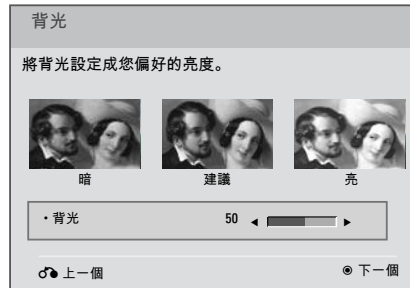 背光
將背光設定成您偏好的亮度。
暗 建議 亮
・背光 50 ◄ ►
上一個 ◉ 下一個